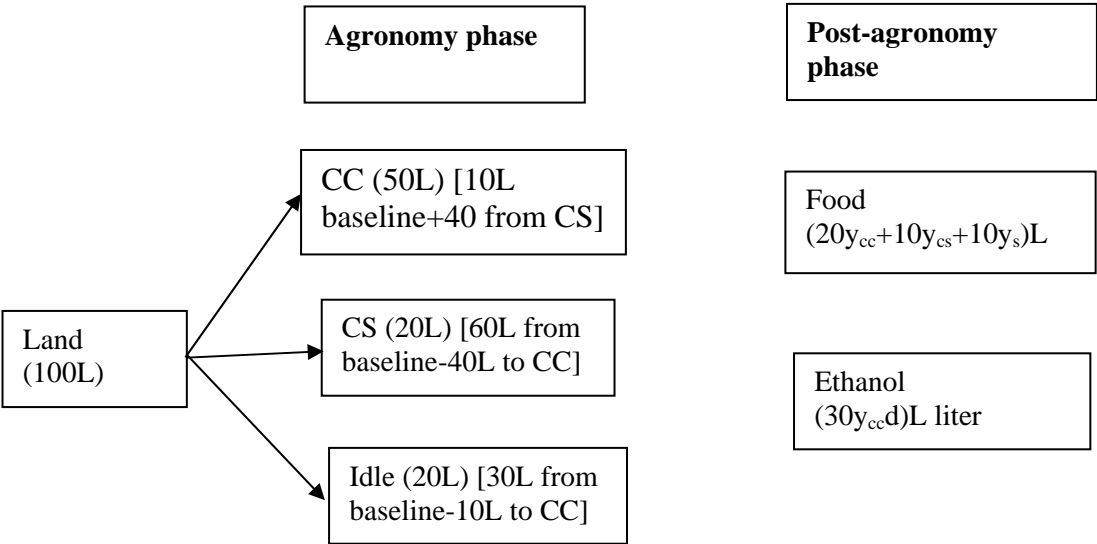 Agronomy phase
Post-agronomy
phase
CC (50L) [10L
baseline+40 from CS]
Food
(20ycc+10ycs+10ys)L
Land
(100L)
CS (20L) [60L from
baseline-40L to CC]
Ethanol
(30yccd)L liter
Idle (20L) [30L from
baseline-10L to CC]